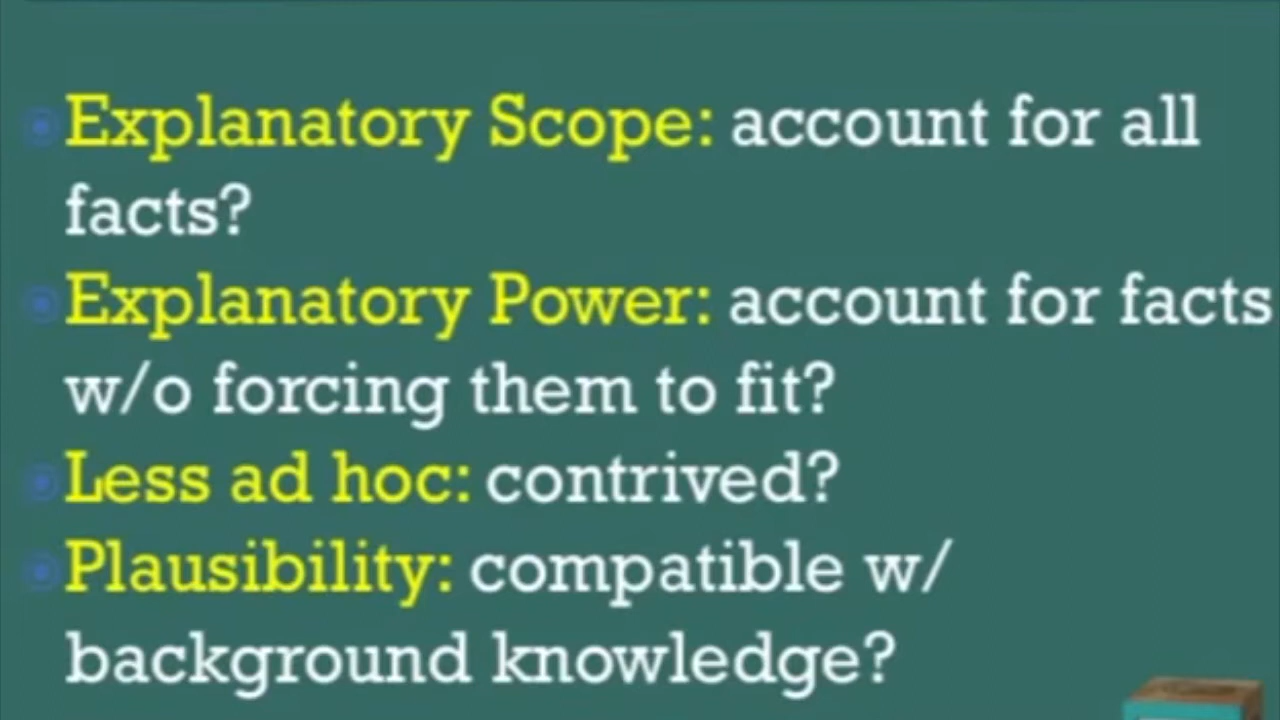 Explanatory Scope: account for all
facts?
Explanatory Power: account for facts
w/o forcing them to fit?
Less ad hoc: contrived?
Plausibility: compatible w/
background knowledge?